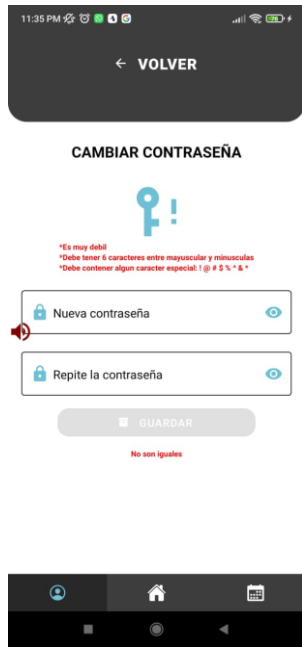 11:35 PM
76
← VOLVER
CAMBIAR CONTRASEÑA
*Es muy debil
*Debe tener 6 caracteres entre mayuscular y minusculas
*Debe contener algun caracter especial: ! @ # $ % ^ & *
Nueva contraseña
Repite la contraseña
GUARDAR
No son iguales